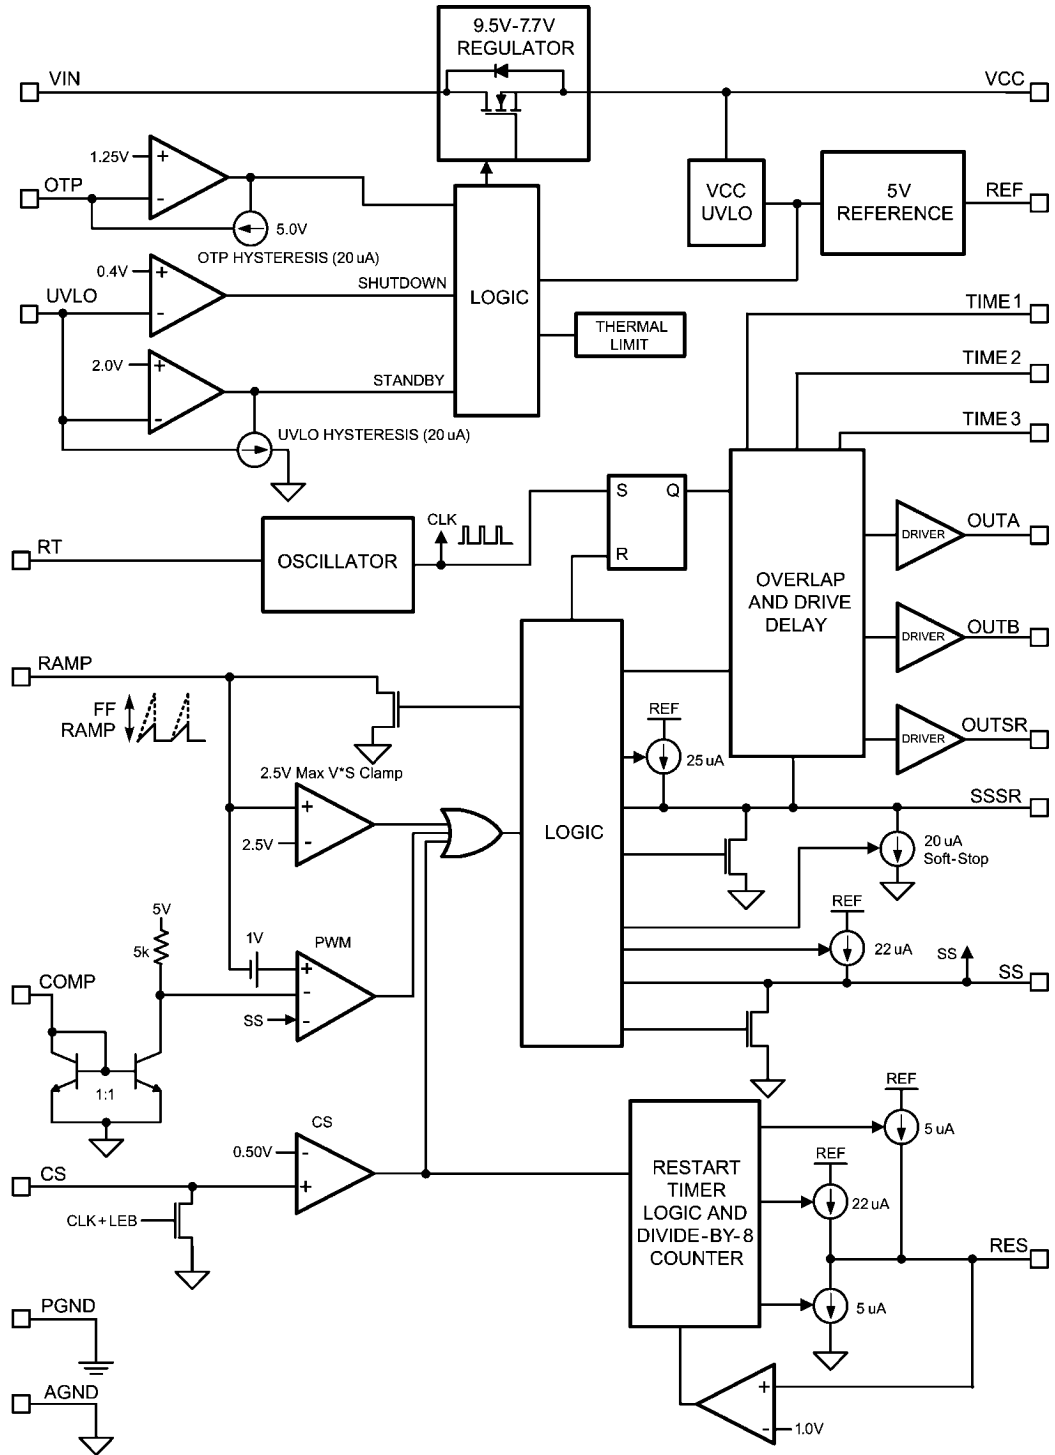 9.5V-7.7V
REGULATOR
VIN
VCC
1.25V
+
OTP
-
5.0V
OTP HYSTERESIS (20 uA)
VCC
UVLO
5V
REFERENCE
REF
0.4V
+
UVLO
-
SHUTDOWN
LOGIC
THERMAL
LIMIT
TIME 1
2.0V
+
-
STANDBY
TIME 2
UVLO HYSTERESIS (20 uA)
TIME 3
S
Q
R
CLK
RT
OSCILLATOR
OVERLAP
AND DRIVE
DELAY
DRIVER
OUTA
DRIVER
OUTB
DRIVER
OUTSR
RAMP
FF
RAMP
REF
25 uA
2.5V Max V*S Clamp
+
2.5V
-
LOGIC
SSSR
20 uA
Soft-Stop
5V
5k
1V
PWM
+
-
SS
-
REF
22 uA
SS
SS
COMP
1:1
CS
0.50V
-
+
CS
CLK+LEB
RESTART
TIMER
LOGIC AND
DIVIDE-BY-8
COUNTER
REF
5 uA
REF
22 uA
RES
5 uA
PGND
AGND
+
-
1.0V